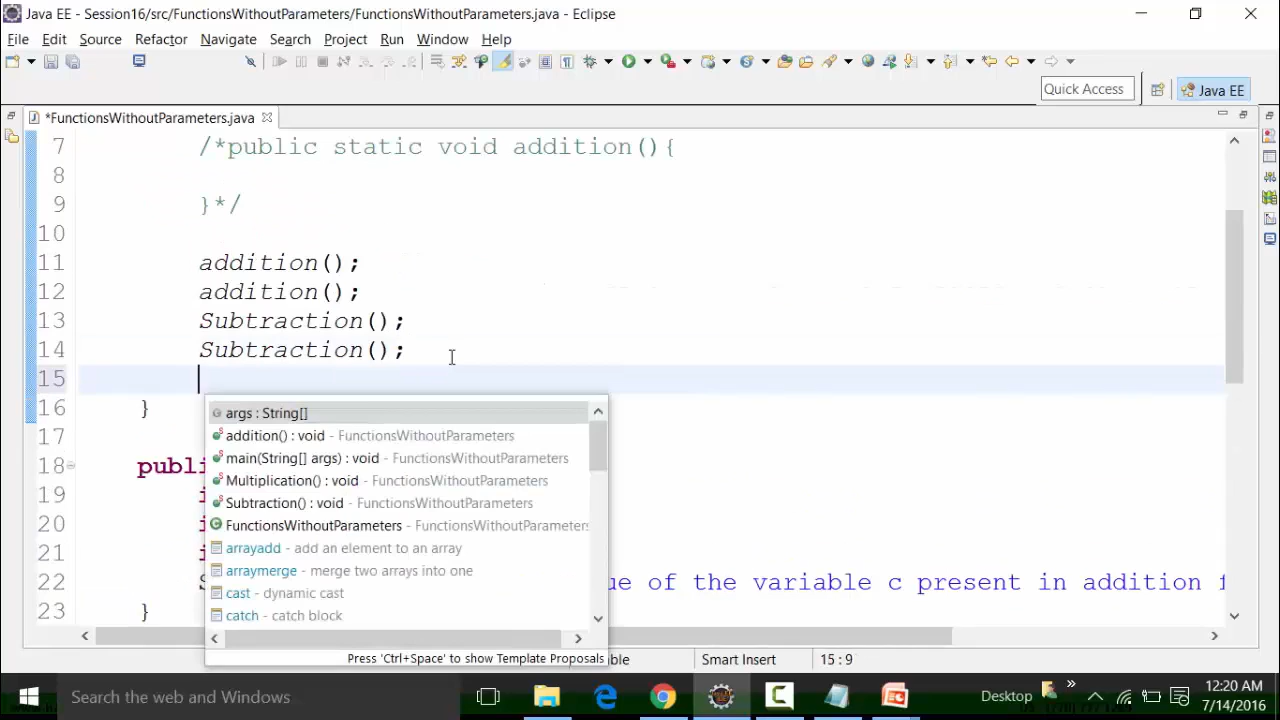 Java EE - Session16/src/FunctionsWithoutParameters/FunctionsWithoutParameters.java - Eclipse
File Edit Source Refactor Navigate Search Project Run Window Help
Quick Access
Java EE
*FunctionsWithoutParameters.java
7 /*public static void addition(){
8
9 }*/
10
11 addition();
12 addition();
13 Subtraction();
14 Subtraction();
15
16 }
17
18 publi
19 i
20 i
21 i
22 S ue of the variable c present in addition f
23 }
args : String[]
addition() : void - FunctionsWithoutParameters
main(String[] args) : void - FunctionsWithoutParameters
Multiplication() : void - FunctionsWithoutParameters
Subtraction() : void - FunctionsWithoutParameters
FunctionsWithoutParameters - FunctionsWithoutParameters
arrayadd - add an element to an array
arraymerge - merge two arrays into one
cast - dynamic cast
catch - catch block
Press 'Ctrl+Space' to show Template Proposals
Smart Insert
15 : 9
Search the web and Windows
Desktop
12:20 AM
7/14/2016